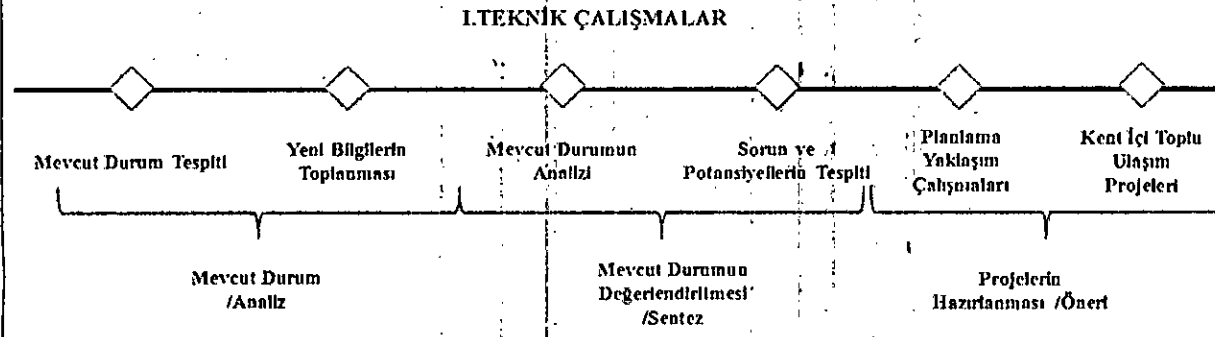 I.TEKNİK ÇALIŞMALAR
Mevcut Durum Tespiti
Yeni Bilgilerin
Toplanması
Mevcut Durumun
Analizi
Sorun ve
Potansiyellerin Tespiti
Planlama
Yaklaşım
Çalışmaları
Kent İçi Toplu
Ulaşım
Projeleri
Mevcut Durum
/Analiz
Mevcut Durumun
Değerlendirilmesi
/Sentez
Projelerin
Hazırlanması /Öneri